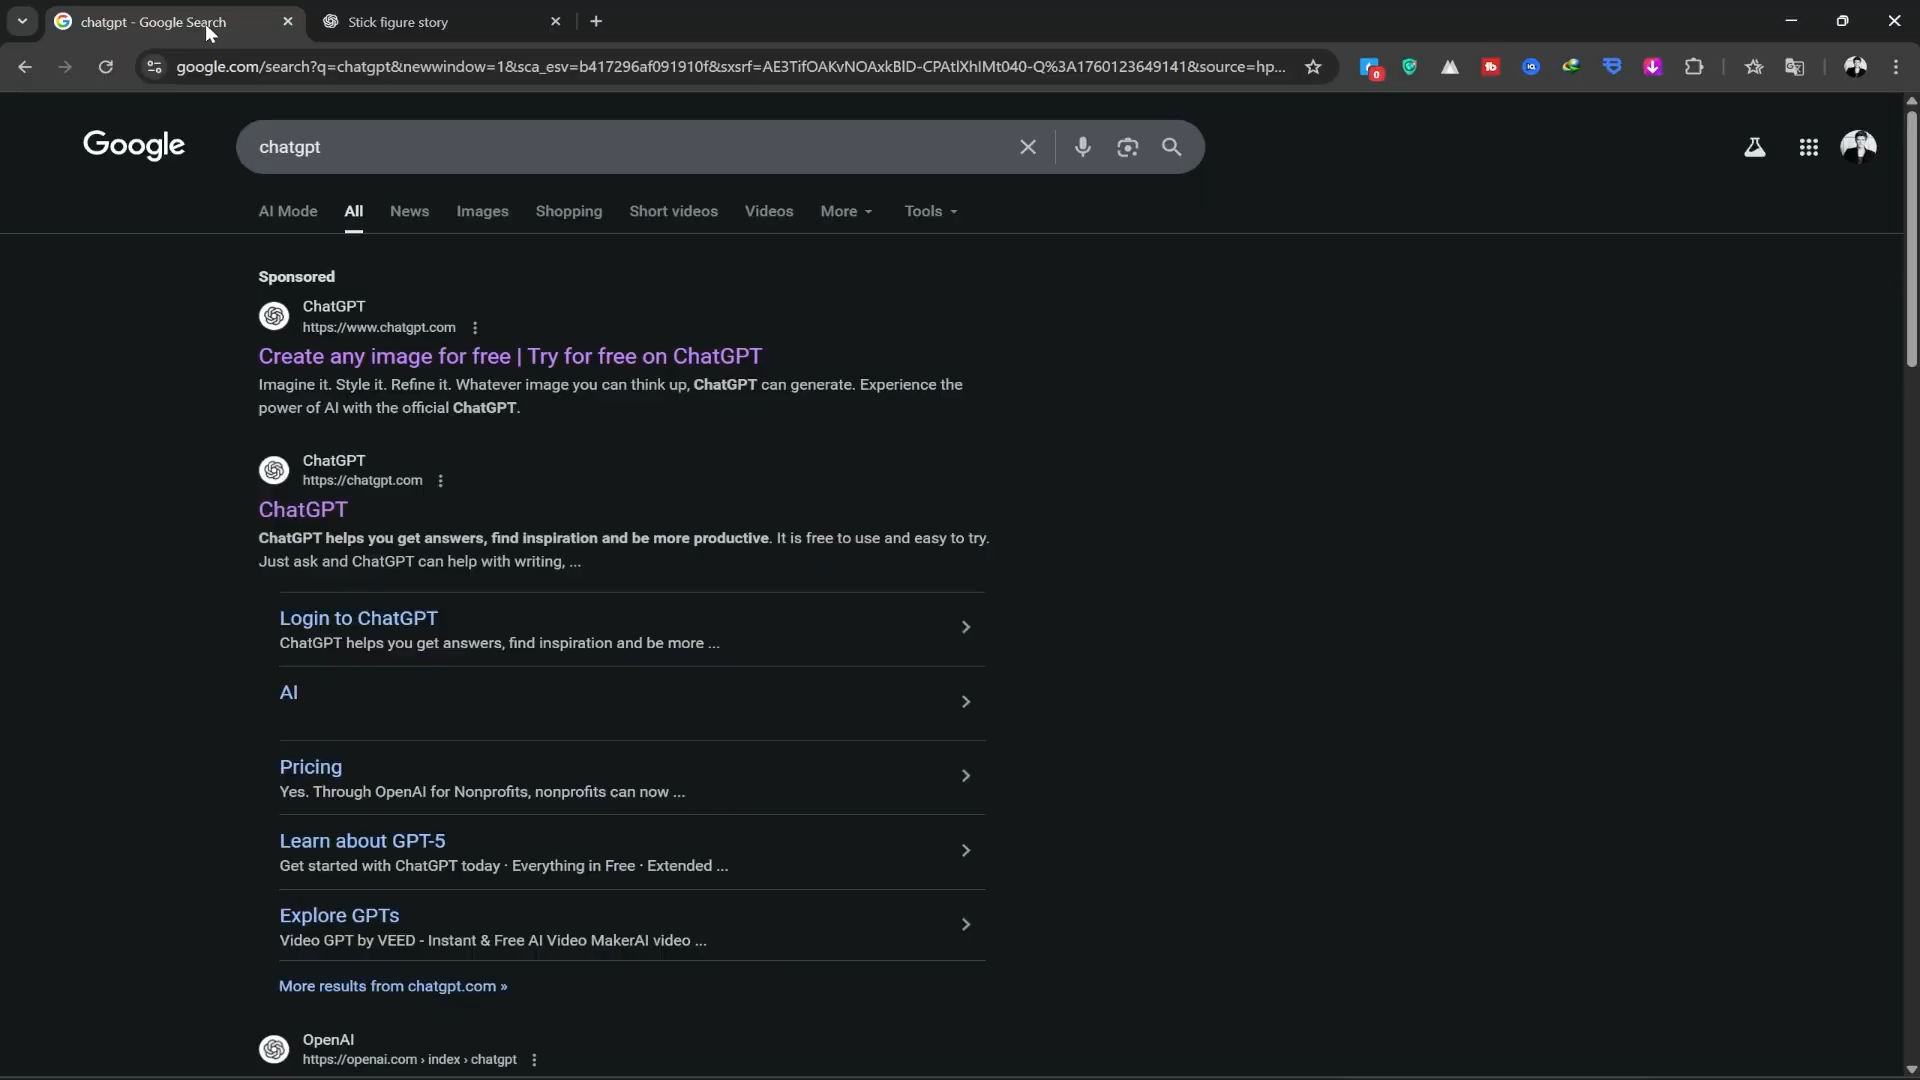 chatgpt - Google Search
Stick figure story
google.com/search?q=chatgpt&newwindow=1&sca_esv=b417296af091910f&sxsrf=AE3TifOAKvNOAxkBlD-CPAtlXhlMt040-Q%3A1760123649141&source=hp...
0
Google
chatgpt
AI Mode
All
News
Images
Shopping
Short videos
Videos
More
Tools
Sponsored
ChatGPT
https://www.chatgpt.com
Create any image for free | Try for free on ChatGPT
Imagine it. Style it. Refine it. Whatever image you can think up, ChatGPT can generate. Experience the
power of AI with the official ChatGPT.
ChatGPT
https://chatgpt.com
ChatGPT
ChatGPT helps you get answers, find inspiration and be more productive. It is free to use and easy to try.
Just ask and ChatGPT can help with writing, ...
Login to ChatGPT
ChatGPT helps you get answers, find inspiration and be more ...
AI
Pricing
Yes. Through OpenAI for Nonprofits, nonprofits can now ...
Learn about GPT-5
Get started with ChatGPT today · Everything in Free · Extended ...
Explore GPTs
Video GPT by VEED - Instant & Free AI Video MakerAI video ...
More results from chatgpt.com »
OpenAI
https://openai.com › index › chatgpt